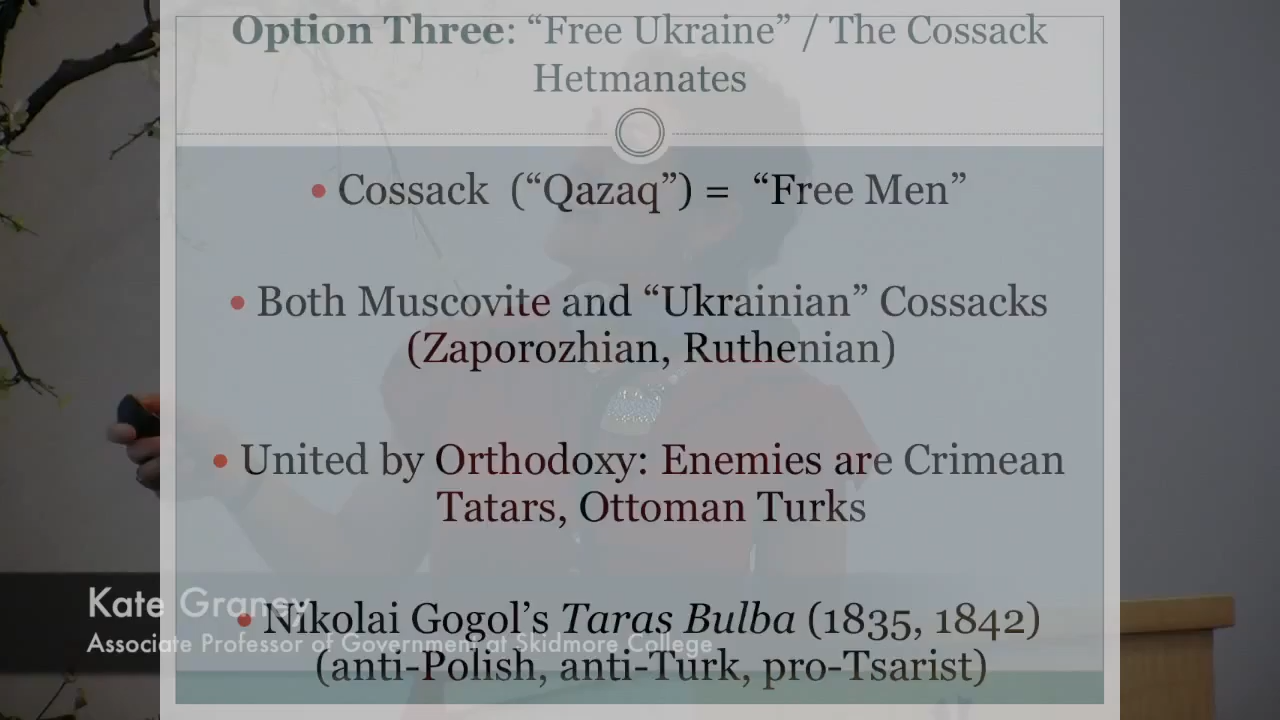 Option Three: “Free Ukraine” / The Cossack
Hetmanates
• Cossack (“Qazaq”) = “Free Men”
• Both Muscovite and “Ukrainian” Cossacks
(Zaporozhian, Ruthenian)
• United by Orthodoxy: Enemies are Crimean
Tatars, Ottoman Turks
• Nikolai Gogol’s Taras Bulba (1835, 1842)
(anti-Polish, anti-Turk, pro-Tsarist)
Kate Graney
Associate Professor of Government at Skidmore College